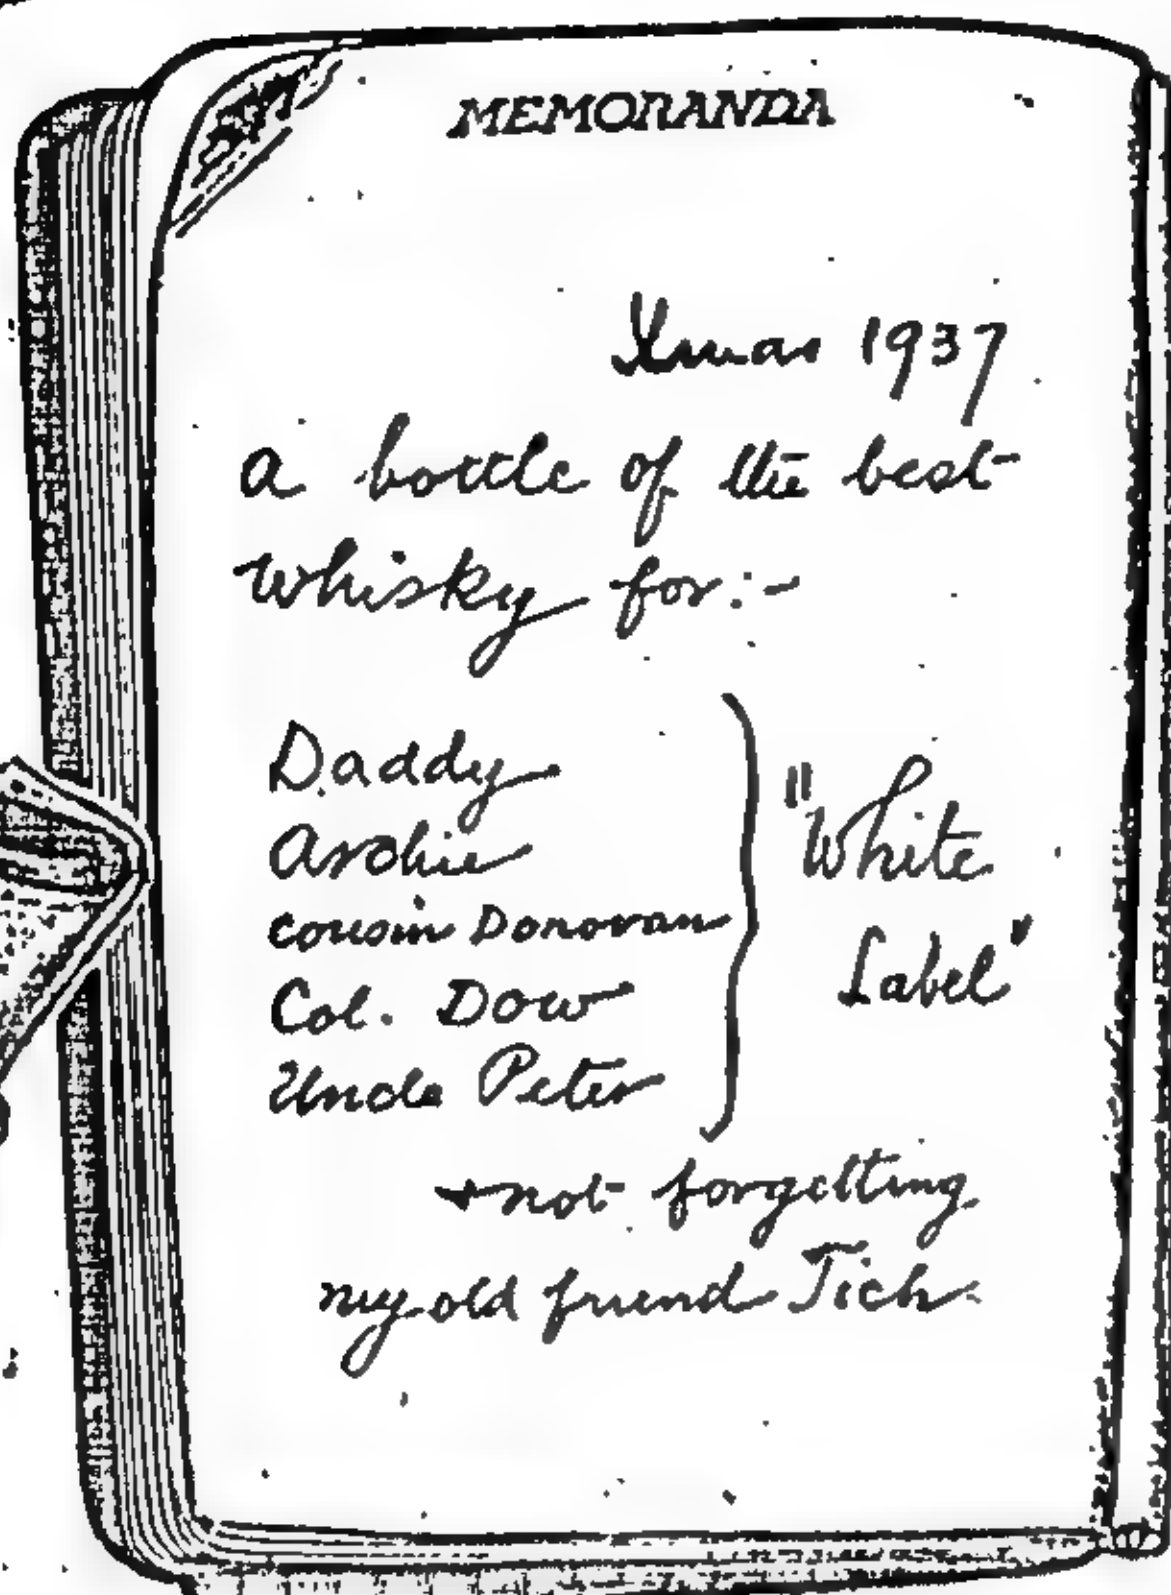 MEMORANDA
Xmas 1937
a bottle of the best
whisky for:-
Daddy
Archie
cousin Donovan
Col. Dow
Uncle Peter
"White
Label"
+ not forgetting
my old friend Tich.